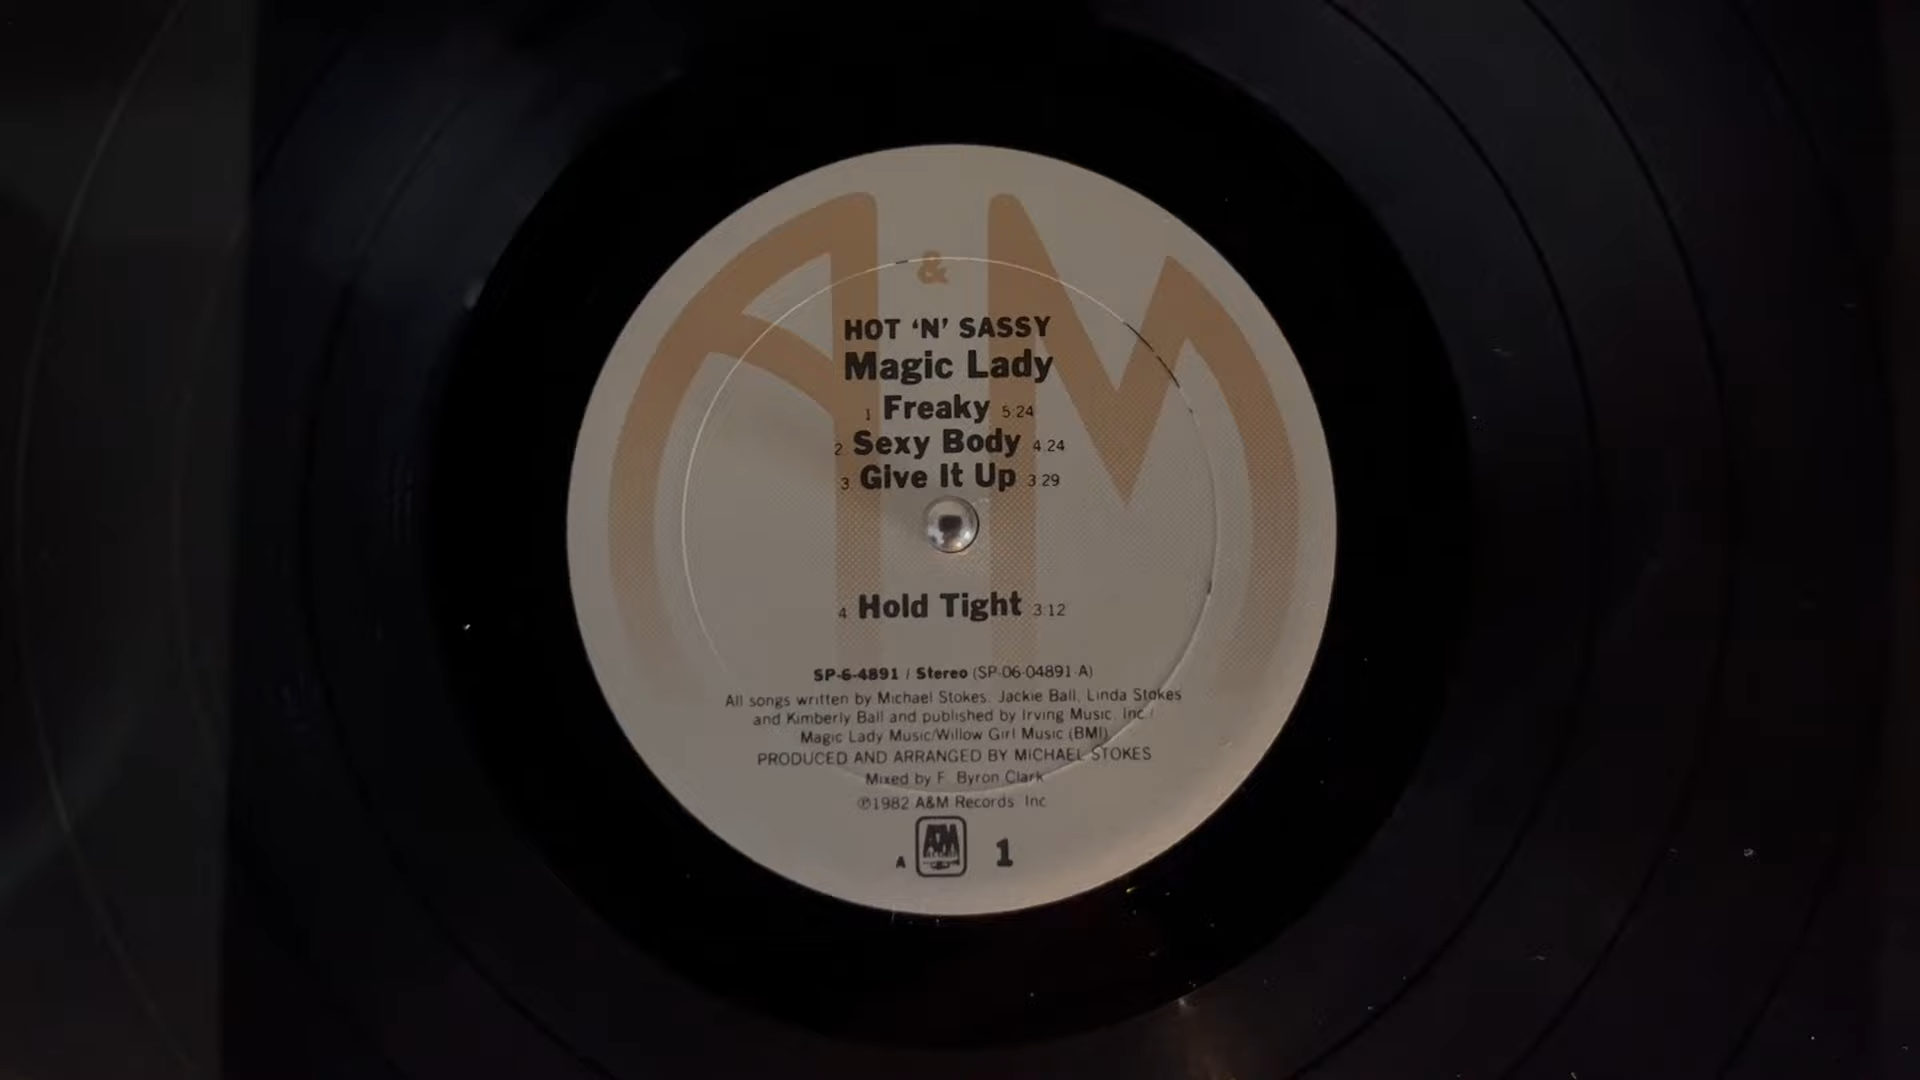 A & M
HOT ‘N’ SASSY
Magic Lady
1 Freaky 5:24
2 Sexy Body 4:24
3 Give It Up 3:29
4 Hold Tight 3:12
SP-6-4891 / Stereo (SP-06-04891-A)
All songs written by Michael Stokes, Jackie Ball, Linda Stokes
and Kimberly Ball and published by Irving Music, Inc./
Magic Lady Music/Willow Girl Music (BMI)
PRODUCED AND ARRANGED BY MICHAEL STOKES
Mixed by F. Byron Clark
℗1982 A&M Records, Inc.
A A&M RECORDS 1